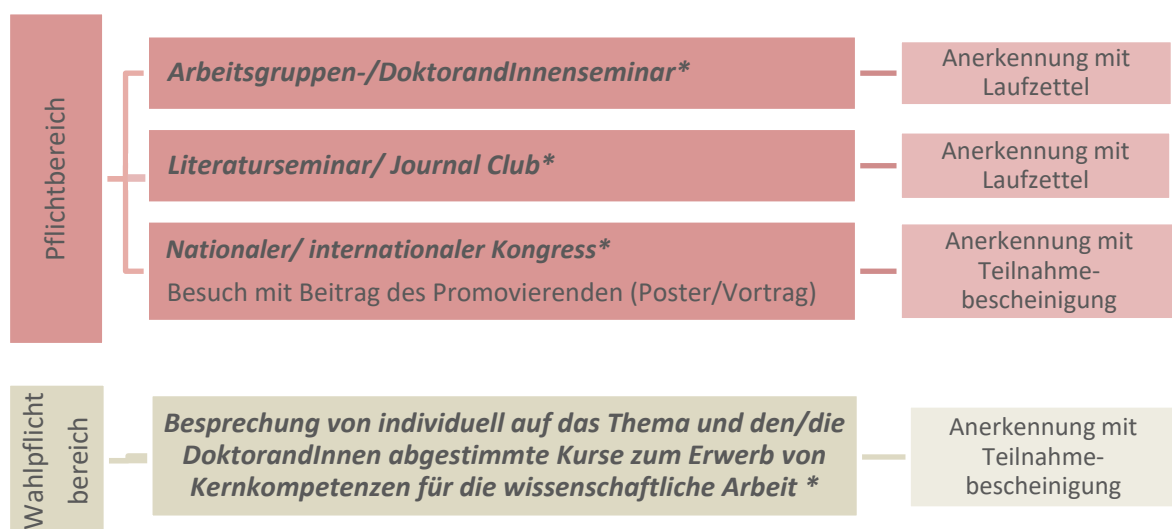 Pflichtbereich
Arbeitsgruppen-/DoktorandInnenseminar*
Anerkennung mit
Laufzettel
Literaturseminar/ Journal Club*
Anerkennung mit
Laufzettel
Nationaler/ internationaler Kongress*
Besuch mit Beitrag des Promovierenden (Poster/Vortrag)
Anerkennung mit
Teilnahme-
bescheinigung
Wahlpflicht
bereich
Besprechung von individuell auf das Thema und den/die
DoktorandInnen abgestimmte Kurse zum Erwerb von
Kernkompetenzen für die wissenschaftliche Arbeit *
Anerkennung mit
Teilnahme-
bescheinigung